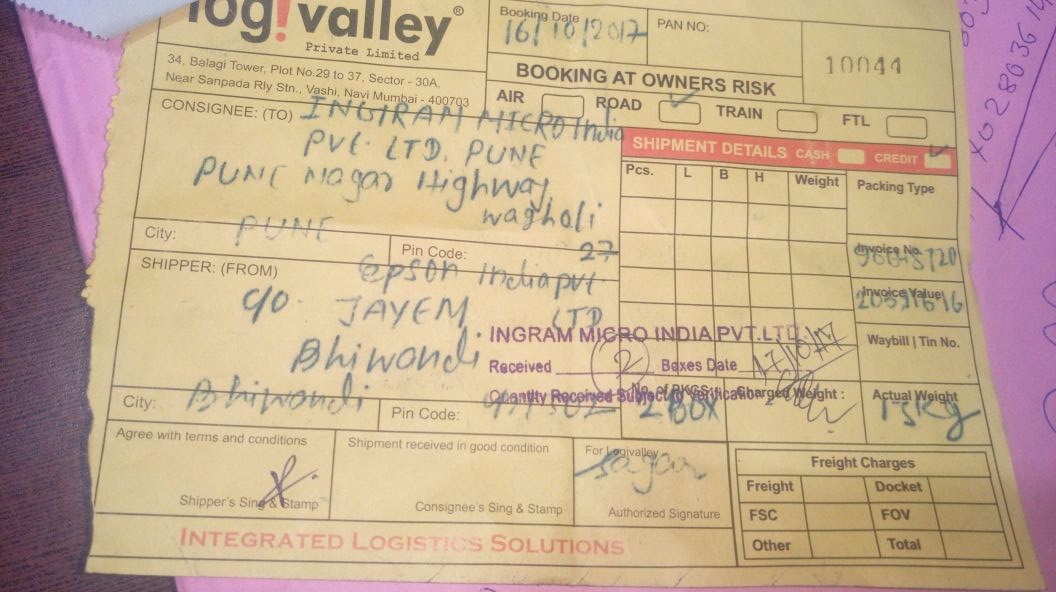 log!valley®
Private Limited
34, Balagi Tower, Plot No.29 to 37, Sector - 30A,
Near Sanpada Rly Stn., Vashi, Navi Mumbai - 400703
Booking Date
16/10/2017
PAN NO:
10044
BOOKING AT OWNERS RISK
AIR ROAD TRAIN FTL
CONSIGNEE: (TO) INGIRAM MICRO India
PVt. LTD. PUNE
PUNE Nagar Highway
wagholi
City: PUNE Pin Code: 27
SHIPMENT DETAILS CASH CREDIT
Pcs. L B H Weight Packing Type
Invoice No.
Invoice Value
Waybill | Tin No.
SHIPPER: (FROM) Epson India pvt
c/o. JAYEM LTD
Bhiwandi
INGRAM MICRO INDIA PVT.LTD.
Received 2 Boxes Date 17/10/17
Quantity Received Subject to Verification
City: Bhiwandi Pin Code:
No. of PKGS: 2 BOX
Charged Weight :
Actual Weight
Agree with terms and conditions
Shipper's Sing & Stamp
Shipment received in good condition
Consignee's Sing & Stamp
For Logivalley
Sagar
Authorized Signature
Freight Charges
Freight Docket
FSC FOV
Other Total
INTEGRATED LOGISTICS SOLUTIONS